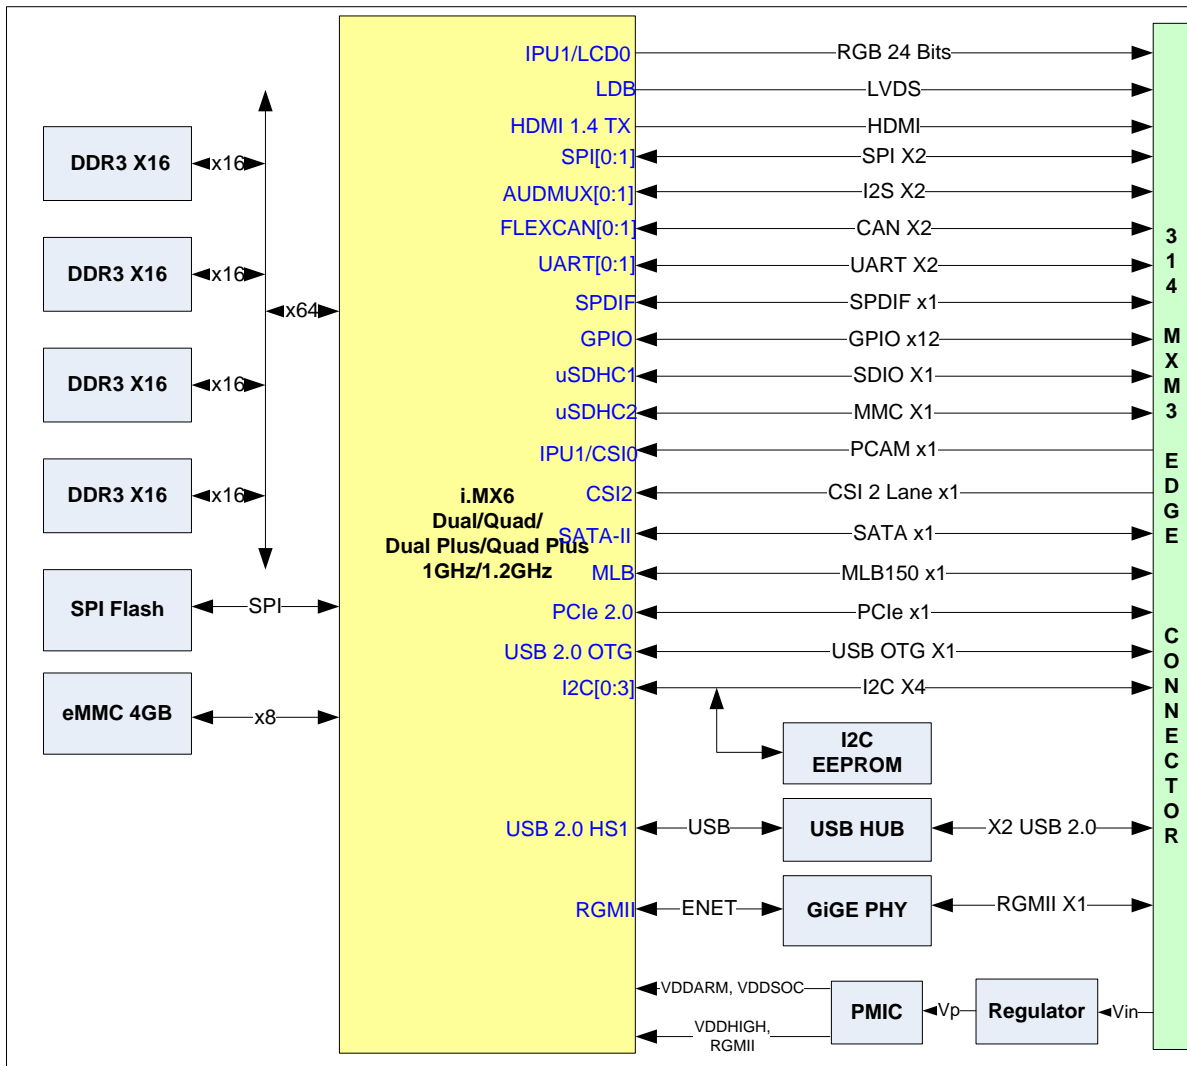 IPU1/LCD0 RGB 24 Bits
LDB LVDS
HDMI 1.4 TX HDMI
SPI[0:1] SPI X2
AUDMUX[0:1] I2S X2
FLEXCAN[0:1] CAN X2
UART[0:1] UART X2
SPDIF SPDIF x1
GPIO GPIO x12
uSDHC1 SDIO X1
uSDHC2 MMC X1
IPU1/CSI0 PCAM x1
CSI2 CSI 2 Lane x1
SATA-II SATA x1
MLB MLB150 x1
PCIe 2.0 PCIe x1
USB 2.0 OTG USB OTG X1
I2C[0:3] I2C X4
I2C
EEPROM
USB 2.0 HS1 USB USB HUB X2 USB 2.0
RGMII ENET GiGE PHY RGMII X1
VDDARM, VDDSOC
VDDHIGH,
RGMII
PMIC Vp Regulator Vin
DDR3 X16 x16
DDR3 X16 x16
x64
DDR3 X16 x16
DDR3 X16 x16
SPI Flash SPI
eMMC 4GB x8
i.MX6
Dual/Quad/
Dual Plus/Quad Plus
1GHz/1.2GHz
314 MXM3 EDGE CONNECTOR